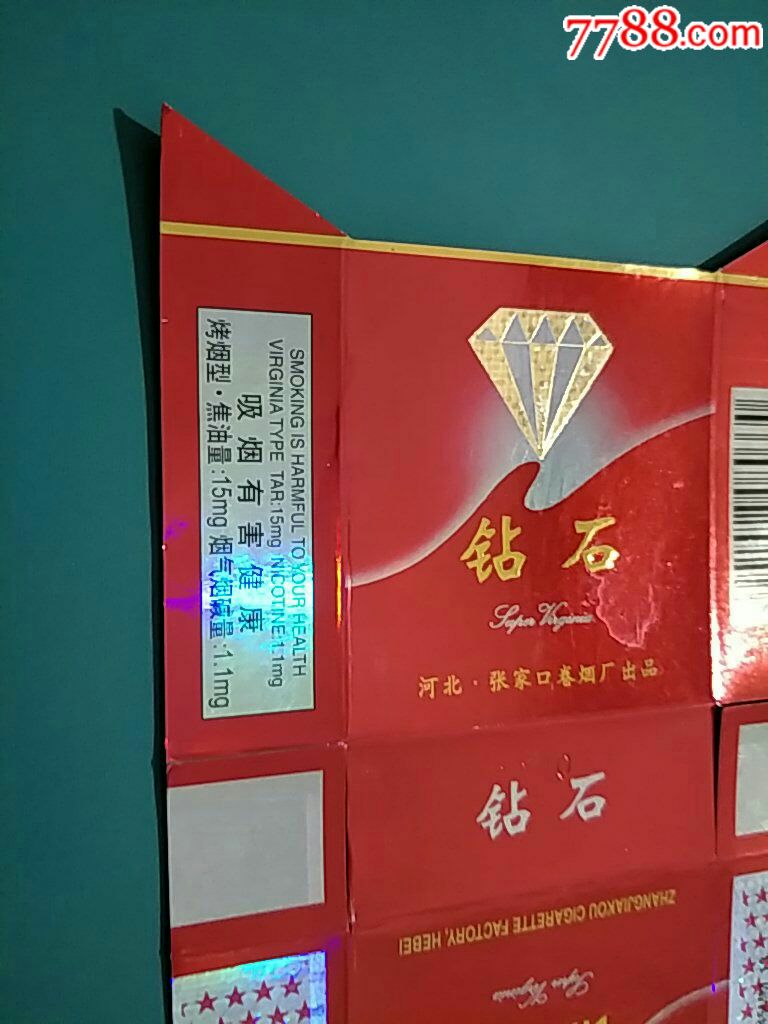 7788.com
SMOKING IS HARMFUL TO YOUR HEALTH
VIRGINIA TYPE TAR:15mg NICOTINE:1.1mg
吸烟有害健康
烤烟型·焦油量:15mg 烟气烟碱量:1.1mg
钻石
Super Virginia
河北·张家口卷烟厂出品
钻石
ZHANGJIAKOU CIGARETTE FACTORY, HEBEI
Super Virginia